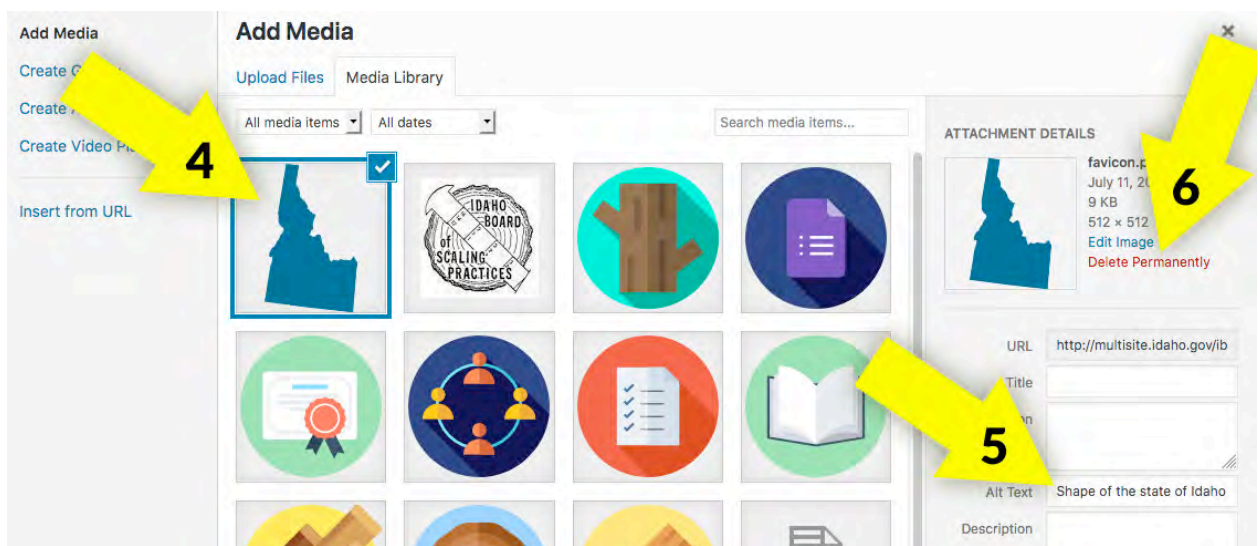 Add Media
Create
Create
Create Video
Insert from URL
Add Media
Upload Files Media Library
All media items All dates Search media items...
4
IDAHO
BOARD
of
SCALING
PRACTICES
ATTACHMENT DETAILS
July 11,
9 KB
512 × 512
Edit Image
Delete Permanently
6
URL http://multisite.idaho.gov/ib
Title
5
Alt Text Shape of the state of Idaho
Description